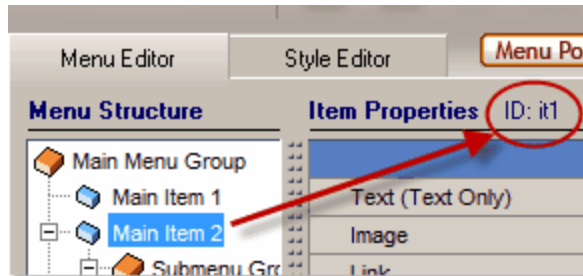 Menu Editor Style Editor Menu Po
Menu Structure Item Properties ID: it1
Main Menu Group
Main Item 1 Text (Text Only)
Main Item 2 Image
Submenu Gro Link